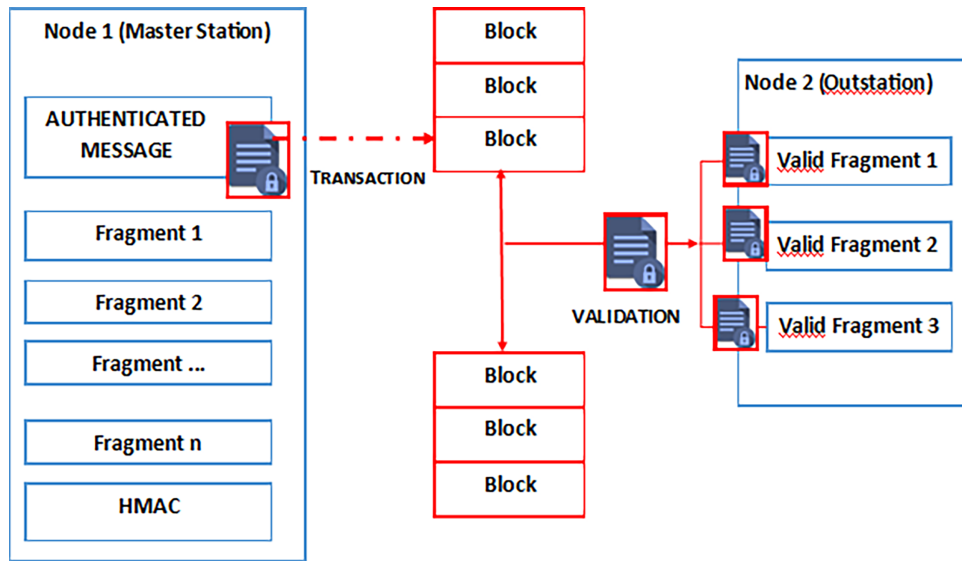 Node 1 (Master Station)
AUTHENTICATED
MESSAGE
Fragment 1
Fragment 2
Fragment ...
Fragment n
HMAC
TRANSACTION
Block
Block
Block
VALIDATION
Block
Block
Block
Node 2 (Outstation)
Valid Fragment 1
Valid Fragment 2
Valid Fragment 3